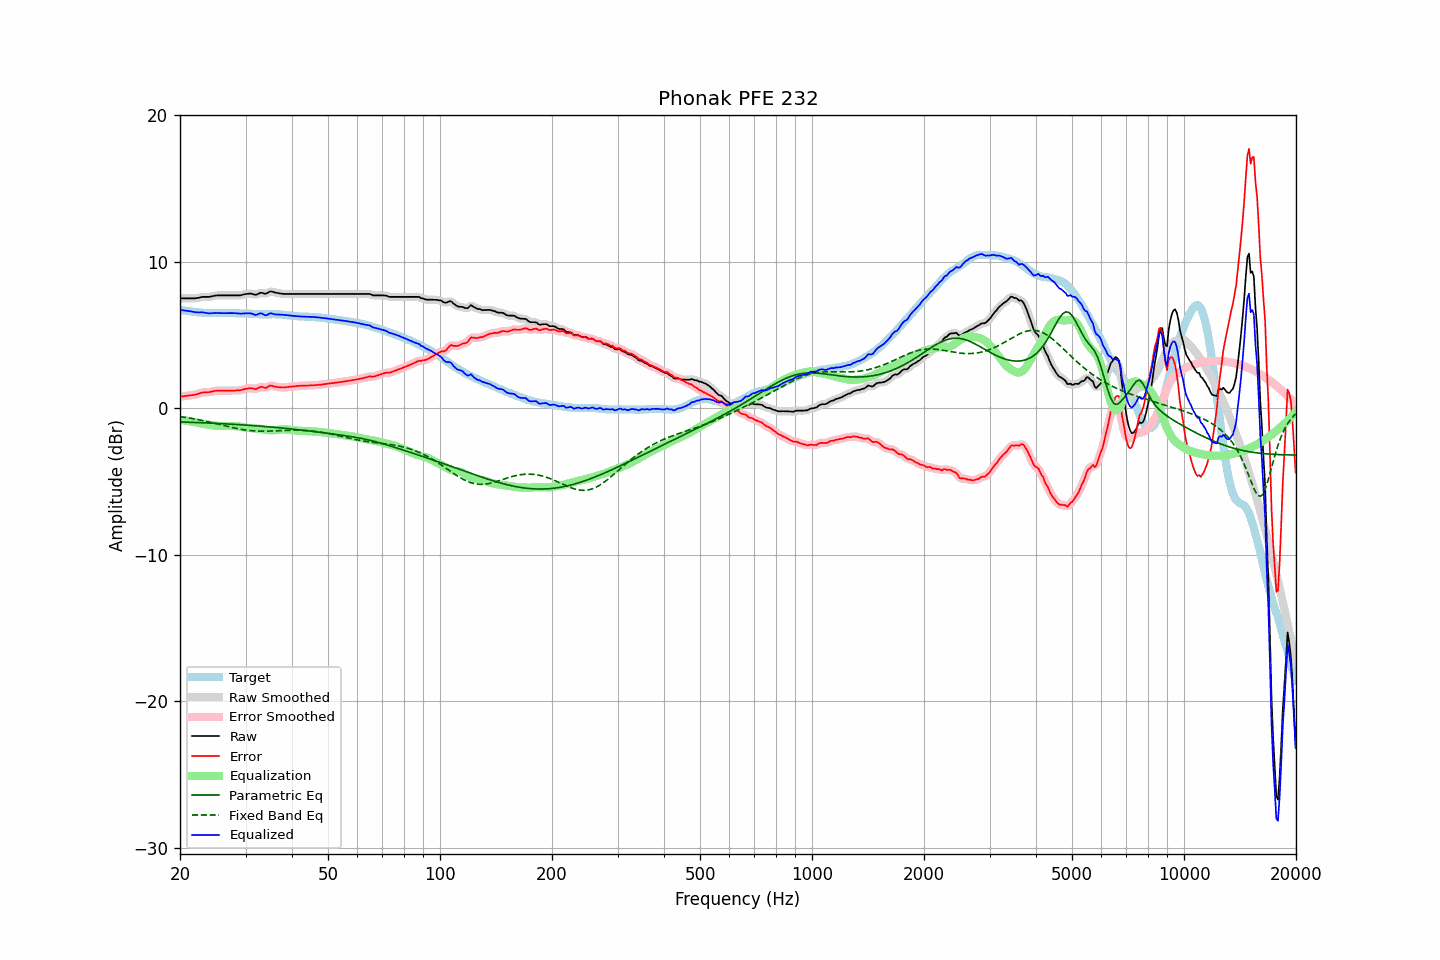 Phonak PFE 232
20
10
0
−10
−20
−30
Amplitude (dBr)
Target
Raw Smoothed
Error Smoothed
Raw
Error
Equalization
Parametric Eq
Fixed Band Eq
Equalized
20 50 100 200 500 1000 2000 5000 10000 20000
Frequency (Hz)